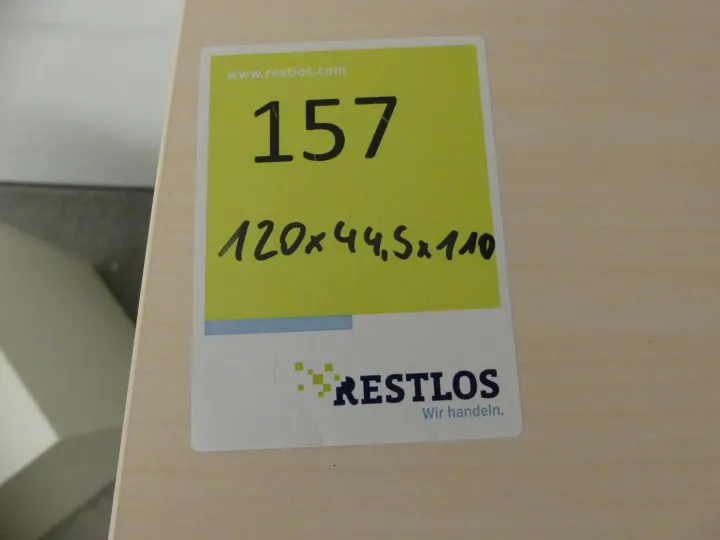 www.restlos.com
157
120x44,5x110
RESTLOS
Wir handeln.